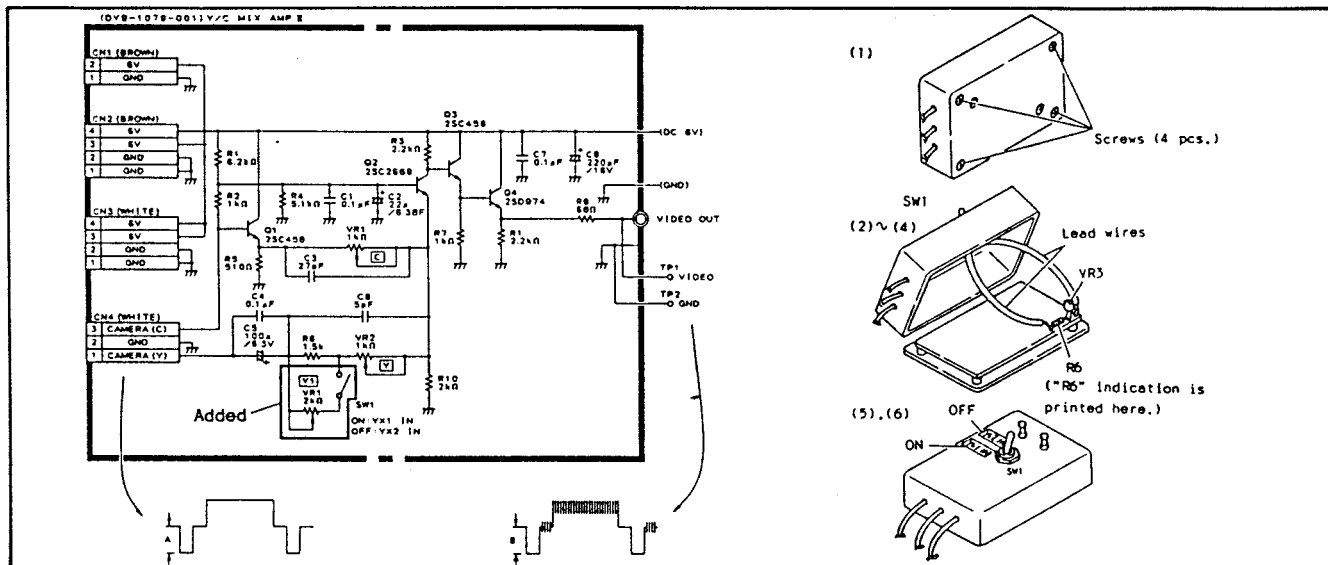 (DV9-1079-001) Y/C MIX AMP II
CN1 (BROWN)
2 6V
1 GND
CN2 (BROWN)
4 6V
3 6V
2 GND
1 GND
CN3 (WHITE)
4 6V
3 6V
2 GND
1 GND
CN4 (WHITE)
3 CAMERA (C)
2 GND
1 CAMERA (Y)
R1
6.2kΩ
R2
1kΩ
R4
5.1kΩ
C1
0.1μF
C2
22μ
/6.3BF
Q1
2SC458
R5
510Ω
VR1
1kΩ
C
C3
27pF
Q2
2SC2668
R3
2.2kΩ
Q3
2SC458
Q4
2SD974
R7
1kΩ
R1
2.2kΩ
C7
0.1μF
220μF
/16V
68Ω
(DC 6V)
(GND)
VIDEO OUT
TP1
VIDEO
TP2
GND
C4
0.1μF
C5
100μ
/6.3V
5pF
R6
1.5k
VR2
1kΩ
Y
R10
2kΩ
Added
Y1
VR1
2kΩ
SW1
ON:YX1 IN
OFF:YX2 IN
A
B
(1)
Screws (4 pcs.)
SW1
(2)~(4)
Lead wires
VR3
R6
("R6" indication is
printed here.)
(5),(6)
OFF
ON
SW1